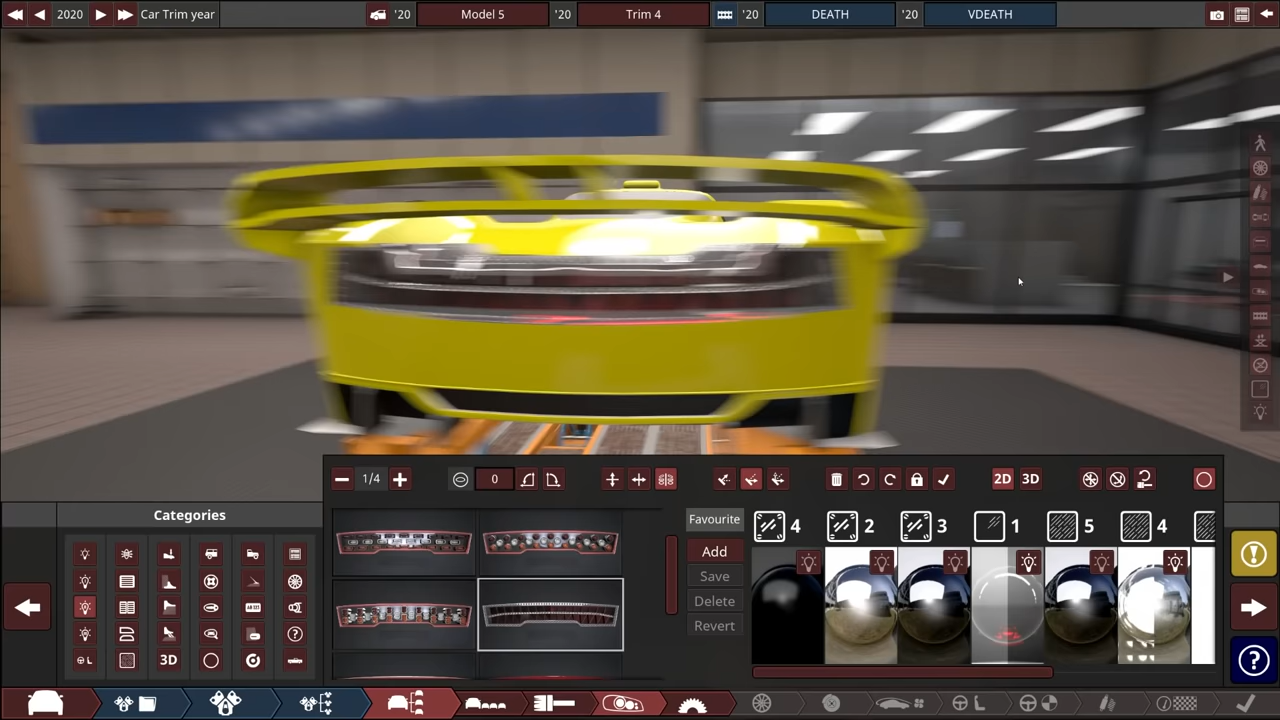 2020 Car Trim year '20 Model 5 '20 Trim 4 '20 DEATH '20 VDEATH
1/4 0 2D 3D
Categories
Favourite 4 2 3 1 5 4
Add
Save
Delete
Revert
L 3D